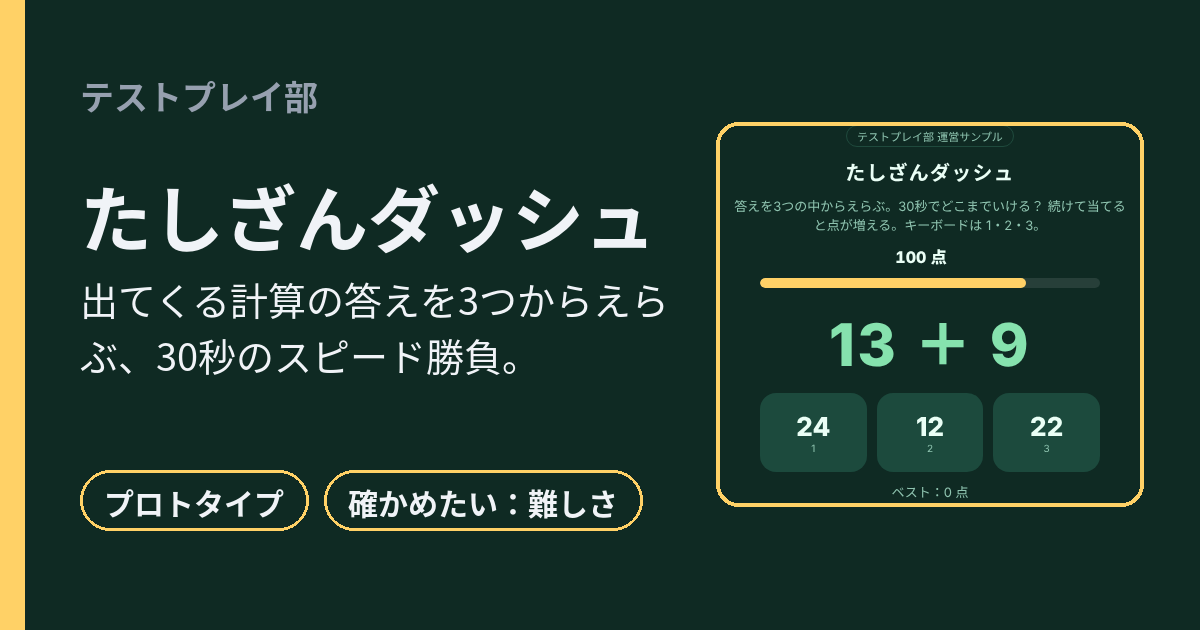 テストプレイ部
たしざんダッシュ
出てくる計算の答えを3つからえら
ぶ、30秒のスピード勝負。
プロトタイプ
確かめたい：難しさ
テストプレイ部 運営サンプル
たしざんダッシュ
答えを3つの中からえらぶ。30秒でどこまでいける？ 続けて当てる
と点が増える。キーボードは 1・2・3。
100 点
13 ＋ 9
24 12 22
1 2 3
ベスト：0 点